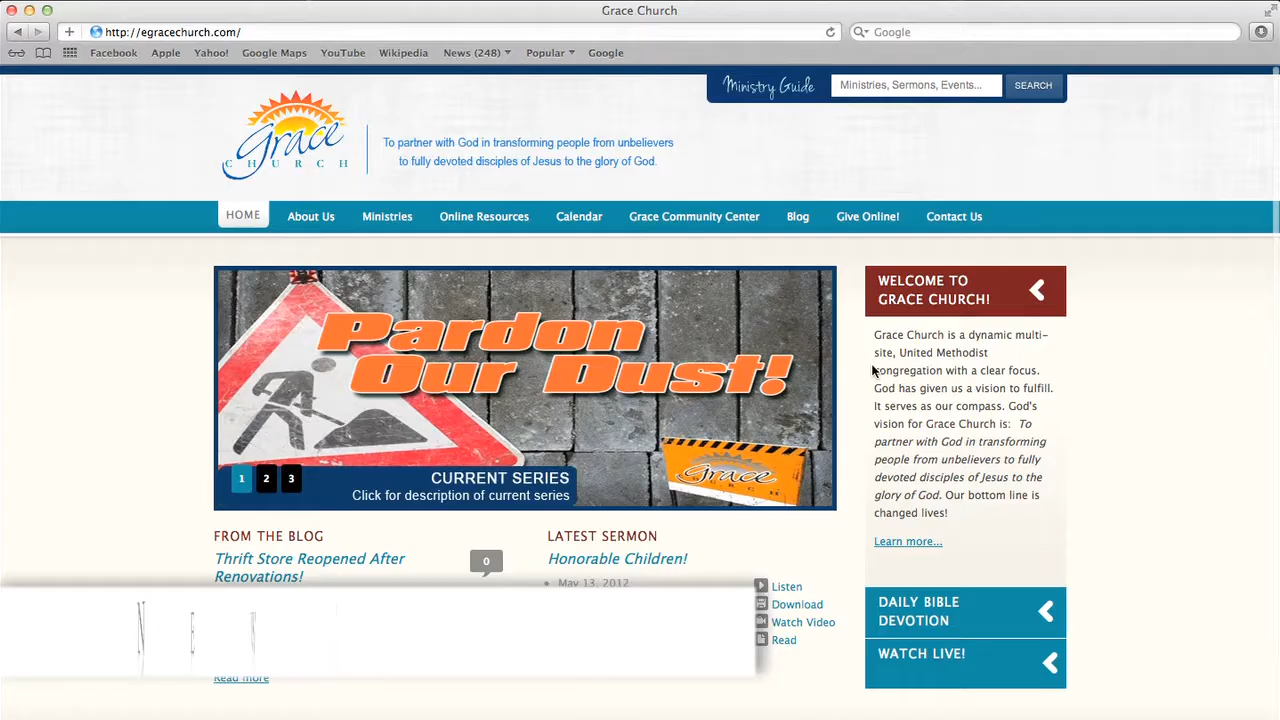 Grace Church
http://egracechurch.com/
Google
Facebook Apple Yahoo! Google Maps YouTube Wikipedia News (248) Popular Google
Ministry Guide
Ministries, Sermons, Events...
SEARCH
grace
CHURCH
To partner with God in transforming people from unbelievers
to fully devoted disciples of Jesus to the glory of God.
HOME About Us Ministries Online Resources Calendar Grace Community Center Blog Give Online! Contact Us
Pardon
Our Dust!
grace
1 2 3
CURRENT SERIES
Click for description of current series
WELCOME TO
GRACE CHURCH!
Grace Church is a dynamic multi-
site, United Methodist
congregation with a clear focus.
God has given us a vision to fulfill.
It serves as our compass. God's
vision for Grace Church is: To
partner with God in transforming
people from unbelievers to fully
devoted disciples of Jesus to the
glory of God. Our bottom line is
changed lives!
Learn more...
FROM THE BLOG
Thrift Store Reopened After
Renovations!
0
Read more
LATEST SERMON
Honorable Children!
May 13, 2012
Listen
Download
Watch Video
Read
DAILY BIBLE
DEVOTION
WATCH LIVE!